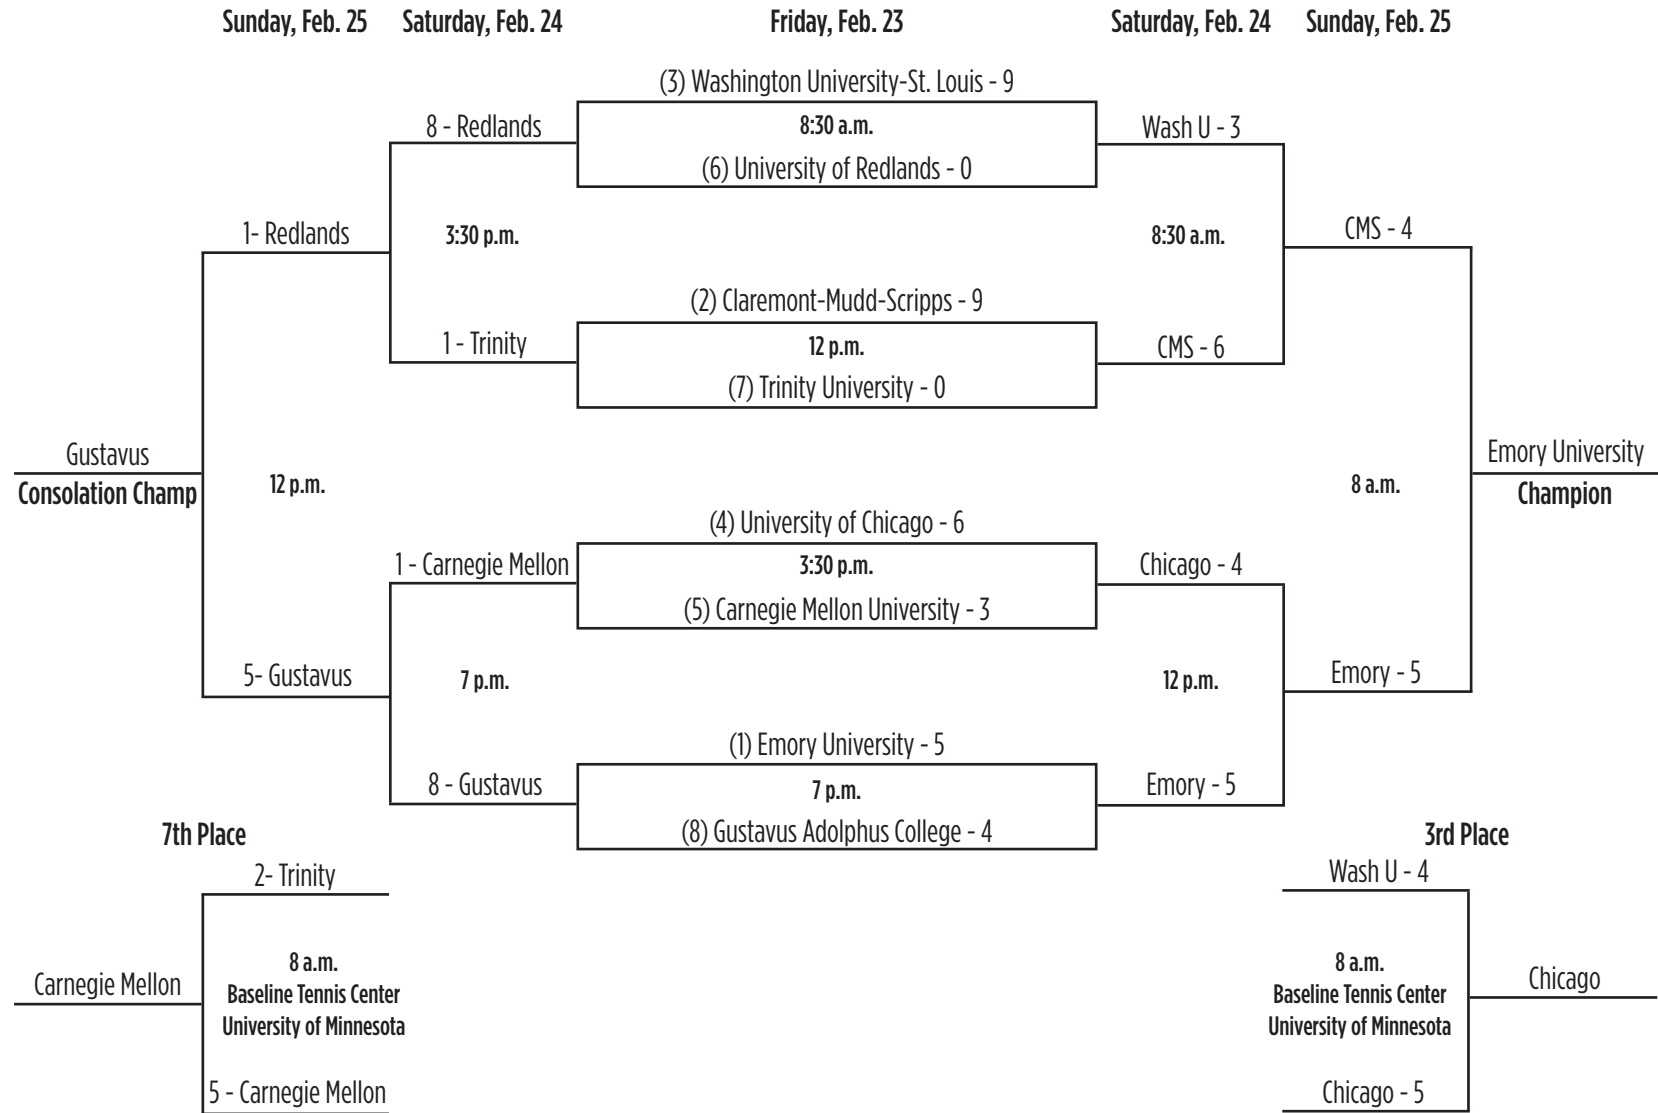 Sunday, Feb. 25 Saturday, Feb. 24 Friday, Feb. 23 Saturday, Feb. 24 Sunday, Feb. 25
(3) Washington University-St. Louis - 9
8 - Redlands 8:30 a.m. Wash U - 3
(6) University of Redlands - 0
1- Redlands 3:30 p.m. 8:30 a.m. CMS - 4
(2) Claremont-Mudd-Scripps - 9
1 - Trinity 12 p.m. CMS - 6
(7) Trinity University - 0
Gustavus Emory University
Consolation Champ 12 p.m. 8 a.m. Champion
(4) University of Chicago - 6
1 - Carnegie Mellon 3:30 p.m. Chicago - 4
(5) Carnegie Mellon University - 3
5- Gustavus 7 p.m. 12 p.m. Emory - 5
(1) Emory University - 5
8 - Gustavus 7 p.m. Emory - 5
7th Place (8) Gustavus Adolphus College - 4 3rd Place
2- Trinity Wash U - 4
8 a.m. 8 a.m.
Carnegie Mellon Baseline Tennis Center Baseline Tennis Center Chicago
University of Minnesota University of Minnesota
5 - Carnegie Mellon Chicago - 5